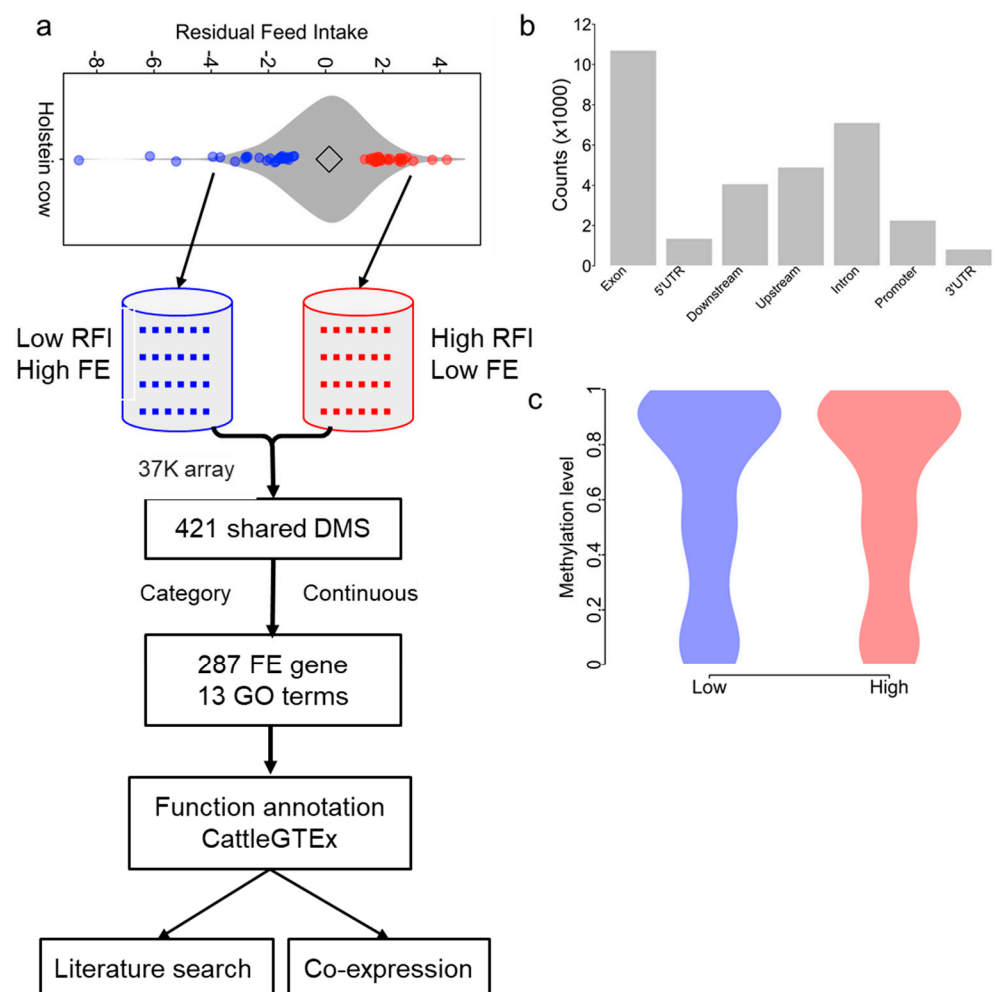 a
Residual Feed Intake
-8 -6 -4 -2 0 2 4
Holstein cow
Low RFI
High FE
High RFI
Low FE
37K array
421 shared DMS
Category Continuous
287 FE gene
13 GO terms
Function annotation
CattleGTEx
Literature search
Co-expression
b
Counts (x1000)
12
10
8
6
4
2
0
Exon 5'UTR Downstream Upstream Intron Promoter 3'UTR
c
Methylation level
1
0.8
0.6
0.4
0.2
0
Low High